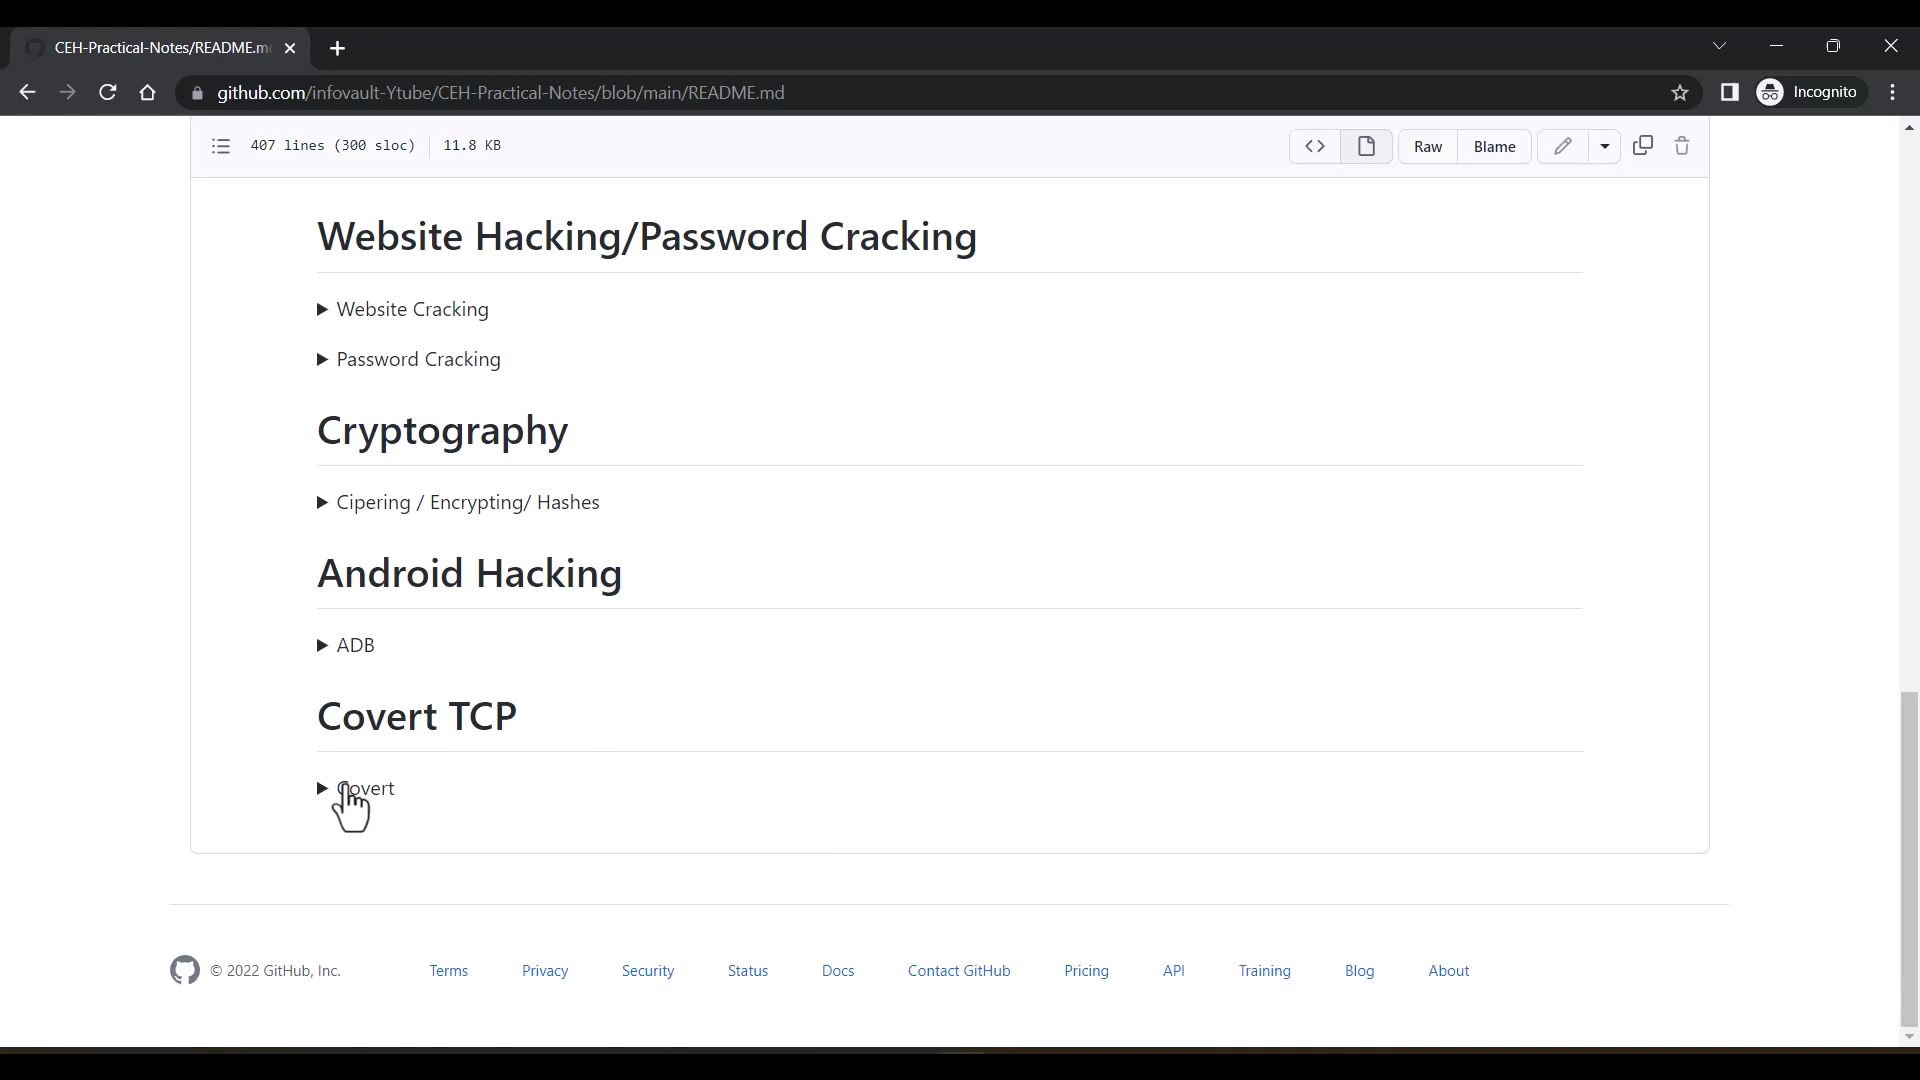 CEH-Practical-Notes/README.m
github.com/infovault-Ytube/CEH-Practical-Notes/blob/main/README.md
Incognito
407 lines (300 sloc) 11.8 KB
Raw
Blame
Website Hacking/Password Cracking
Website Cracking
Password Cracking
Cryptography
Cipering / Encrypting/ Hashes
Android Hacking
ADB
Covert TCP
Covert
© 2022 GitHub, Inc.
Terms
Privacy
Security
Status
Docs
Contact GitHub
Pricing
API
Training
Blog
About